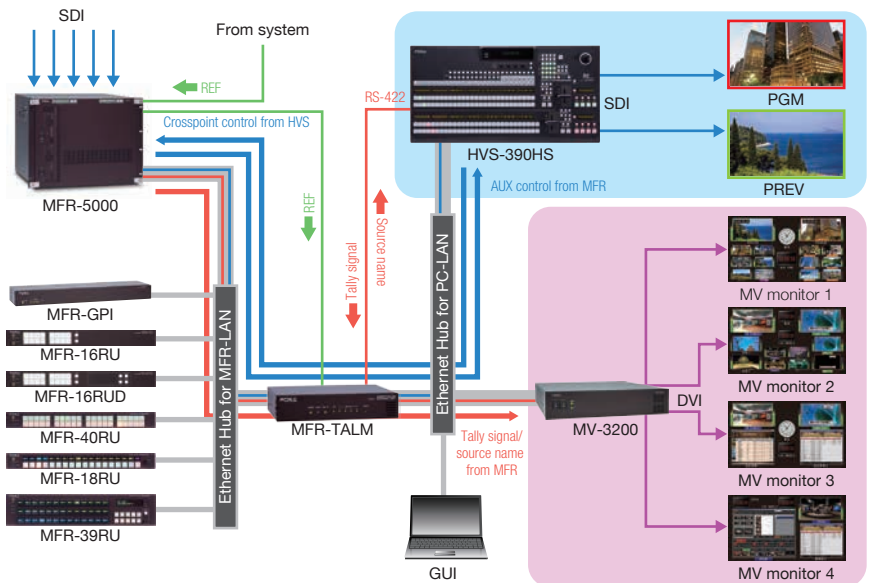 SDI
From system
REF
Crosspoint control from HVS
MFR-5000
RS-422
HVS-390HS
SDI
PGM
PREV
AUX control from MFR
REF
Tally signal
Source name
Ethernet Hub for MFR-LAN
Ethernet Hub for PC-LAN
MFR-GPI
MFR-16RU
MFR-16RUD
MFR-40RU
MFR-18RU
MFR-39RU
MFR-TALM
Tally signal/
source name
from MFR
GUI
MV-3200
DVI
MV monitor 1
MV monitor 2
MV monitor 3
MV monitor 4